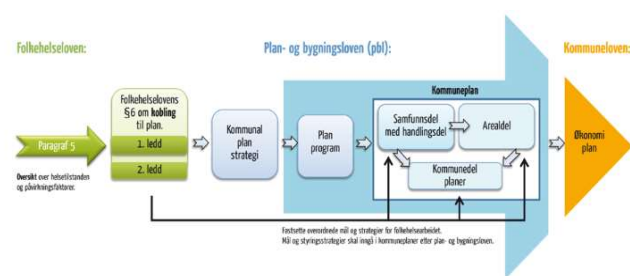 Folkehelseloven:
Plan- og bygningsloven (pbl):
Kommuneloven:
Paragraf 5
Oversikt over helsetilstanden
og påvirkningsfaktorer.
Folkehelselovens
§6 om kobling
til plan.
1. ledd
2. ledd
Kommunal
plan
strategi
Plan
program
Kommuneplan
Samfunnsdel
med handlingsdel
Arealdel
Kommunedel
planer
Økonomi
plan
Fastsette overordnede mål og strategier for folkehelsearbeidet.
Mål og styringsstrategier skal inngå i kommuneplaner etter plan- og bygningsloven.